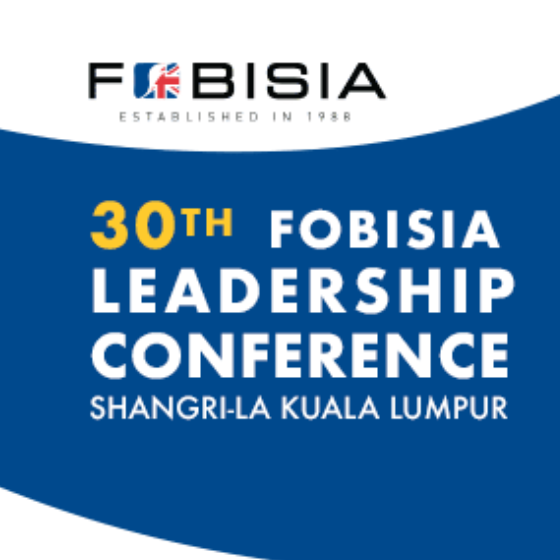 FOBISIA
ESTABLISHED IN 1988
30TH FOBISIA
LEADERSHIP
CONFERENCE
SHANGRI-LA KUALA LUMPUR